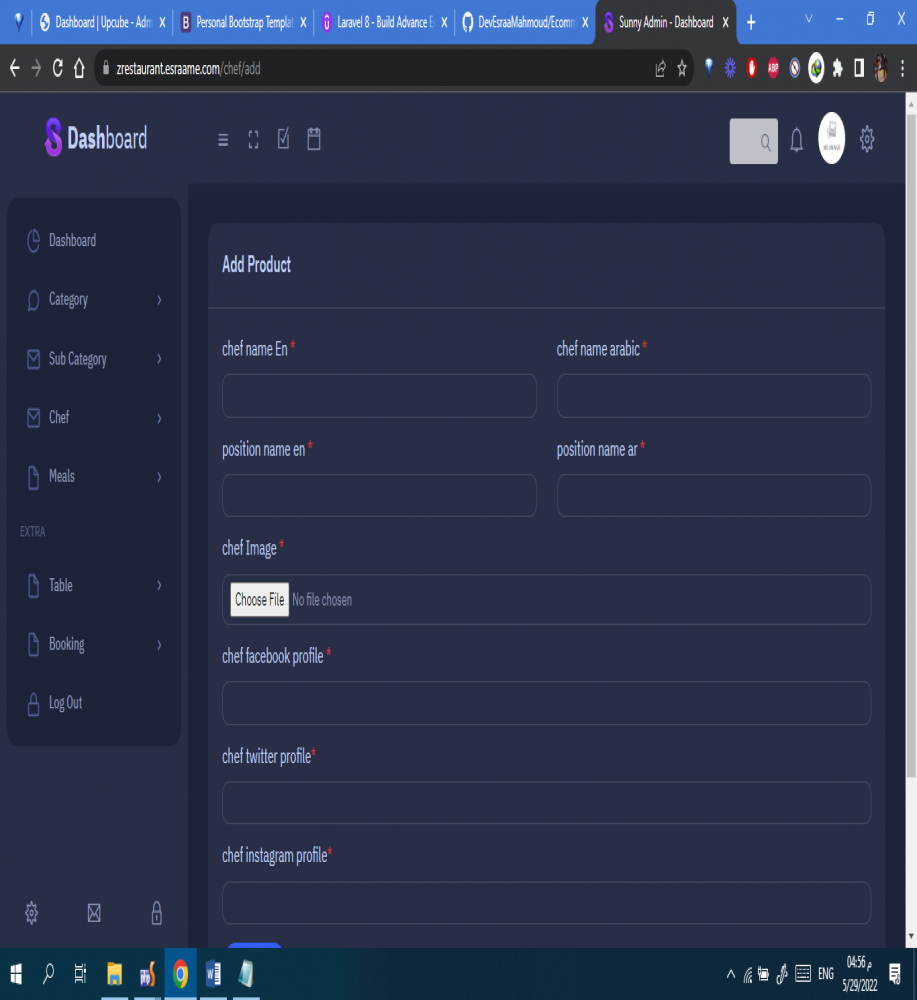 Dashboard | Upcube - Adm
Personal Bootstrap Templat
Laravel 8 - Build Advance E
DevEsraaMahmoud/Ecomm
Sunny Admin - Dashboard
zrestaurant.esraame.com/chef/add
ABP
Dashboard
NO IMAGE
Dashboard
Category
Sub Category
Chef
Meals
EXTRA
Table
Booking
Log Out
Add Product
chef name En *
chef name arabic *
position name en *
position name ar *
chef Image *
Choose File No file chosen
chef facebook profile *
chef twitter profile*
chef instagram profile*
ENG
04:56 م
5/29/2022